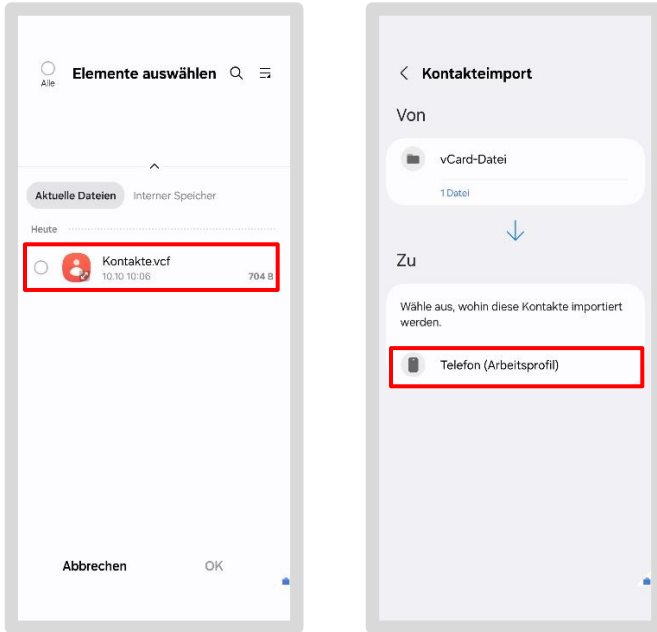 Alle
Elemente auswählen
Aktuelle Dateien Interner Speicher
Heute
Kontakte.vcf
10.10 10:06 704 B
Abbrechen OK
Kontakteimport
Von
vCard-Datei
1 Datei
Zu
Wähle aus, wohin diese Kontakte importiert
werden.
Telefon (Arbeitsprofil)